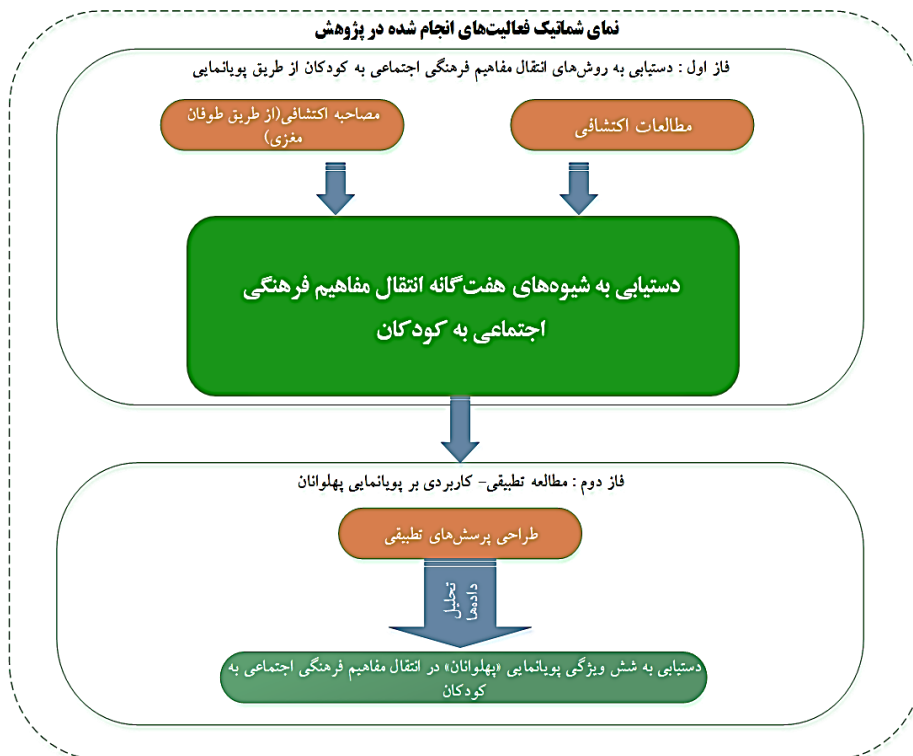 نمای شماتیک فعالیت‌های انجام شده در پژوهش
فاز اول : دستیابی به روش‌های انتقال مفاهیم فرهنگی اجتماعی به کودکان از طریق پویانمایی
مطالعات اکتشافی
مصاحبه اکتشافی(از طریق طوفان
مغزی)
دستیابی به شیوه‌های هفت‌گانه انتقال مفاهیم فرهنگی
اجتماعی به کودکان
فاز دوم : مطالعه تطبیقی- کاربردی بر پویانمایی پهلوانان
طراحی پرسش‌های تطبیقی
تحلیل
داده‌ها
دستیابی به شش ویژگی پویانمایی «پهلوانان» در انتقال مفاهیم فرهنگی اجتماعی به
کودکان